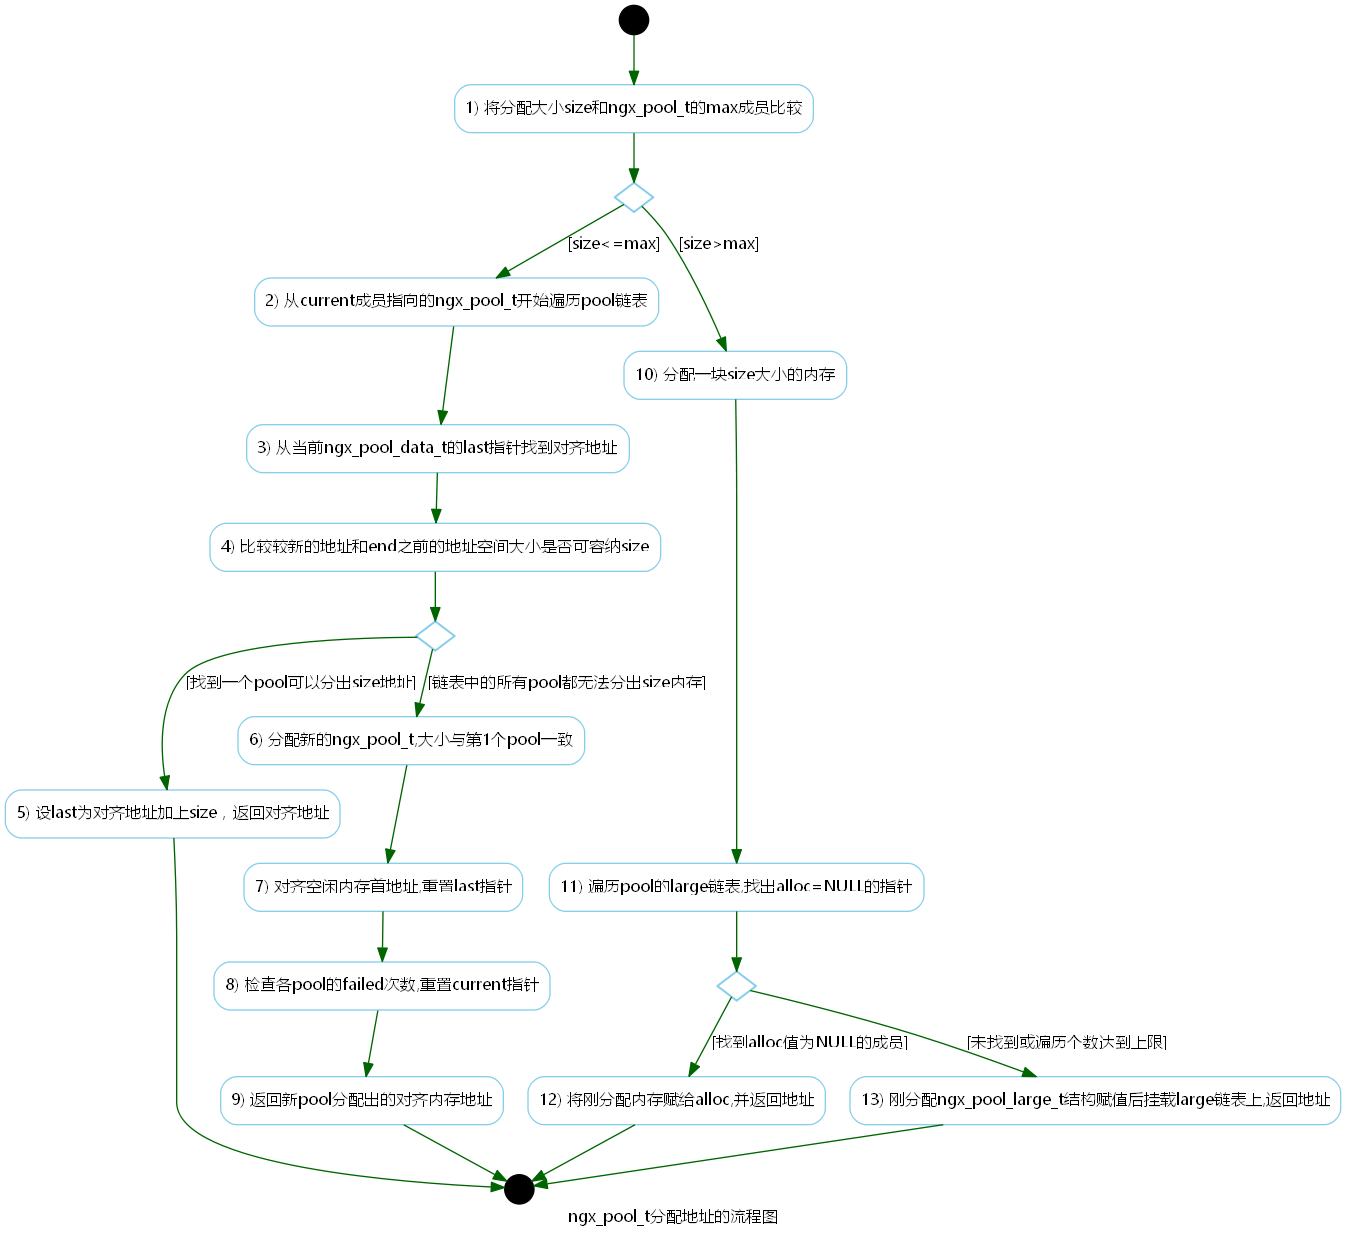 1) 将分配大小size和ngx_pool_t的max成员比较
[size<=max]
[size>max]
2) 从current成员指向的ngx_pool_t开始遍历pool链表
10) 分配一块size大小的内存
3) 从当前ngx_pool_data_t的last指针找到对齐地址
4) 比较较新的地址和end之前的地址空间大小是否可容纳size
[找到一个pool可以分出size地址]
[链表中的所有pool都无法分出size内存]
6) 分配新的ngx_pool_t,大小与第1个pool一致
5) 设last为对齐地址加上size，返回对齐地址
7) 对齐空闲内存首地址,重置last指针
11) 遍历pool的large链表,找出alloc=NULL的指针
8) 检查各pool的failed次数,重置current指针
[找到alloc值为NULL的成员]
[未找到或遍历个数达到上限]
9) 返回新pool分配出的对齐内存地址
12) 将刚分配内存赋给alloc,并返回地址
13) 刚分配ngx_pool_large_t结构赋值后挂载large链表上,返回地址
ngx_pool_t分配地址的流程图